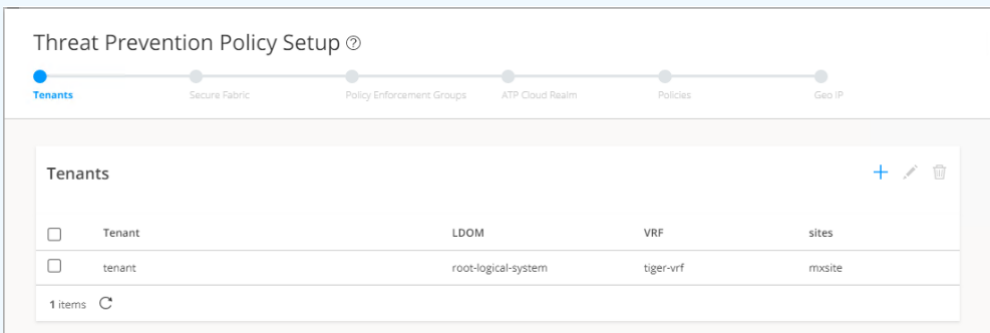 Threat Prevention Policy Setup ?
Tenants Secure Fabric Policy Enforcement Groups ATP Cloud Realm Policies Geo IP
Tenants
Tenant LDOM VRF sites
tenant root-logical-system tiger-vrf mxsite
1 items